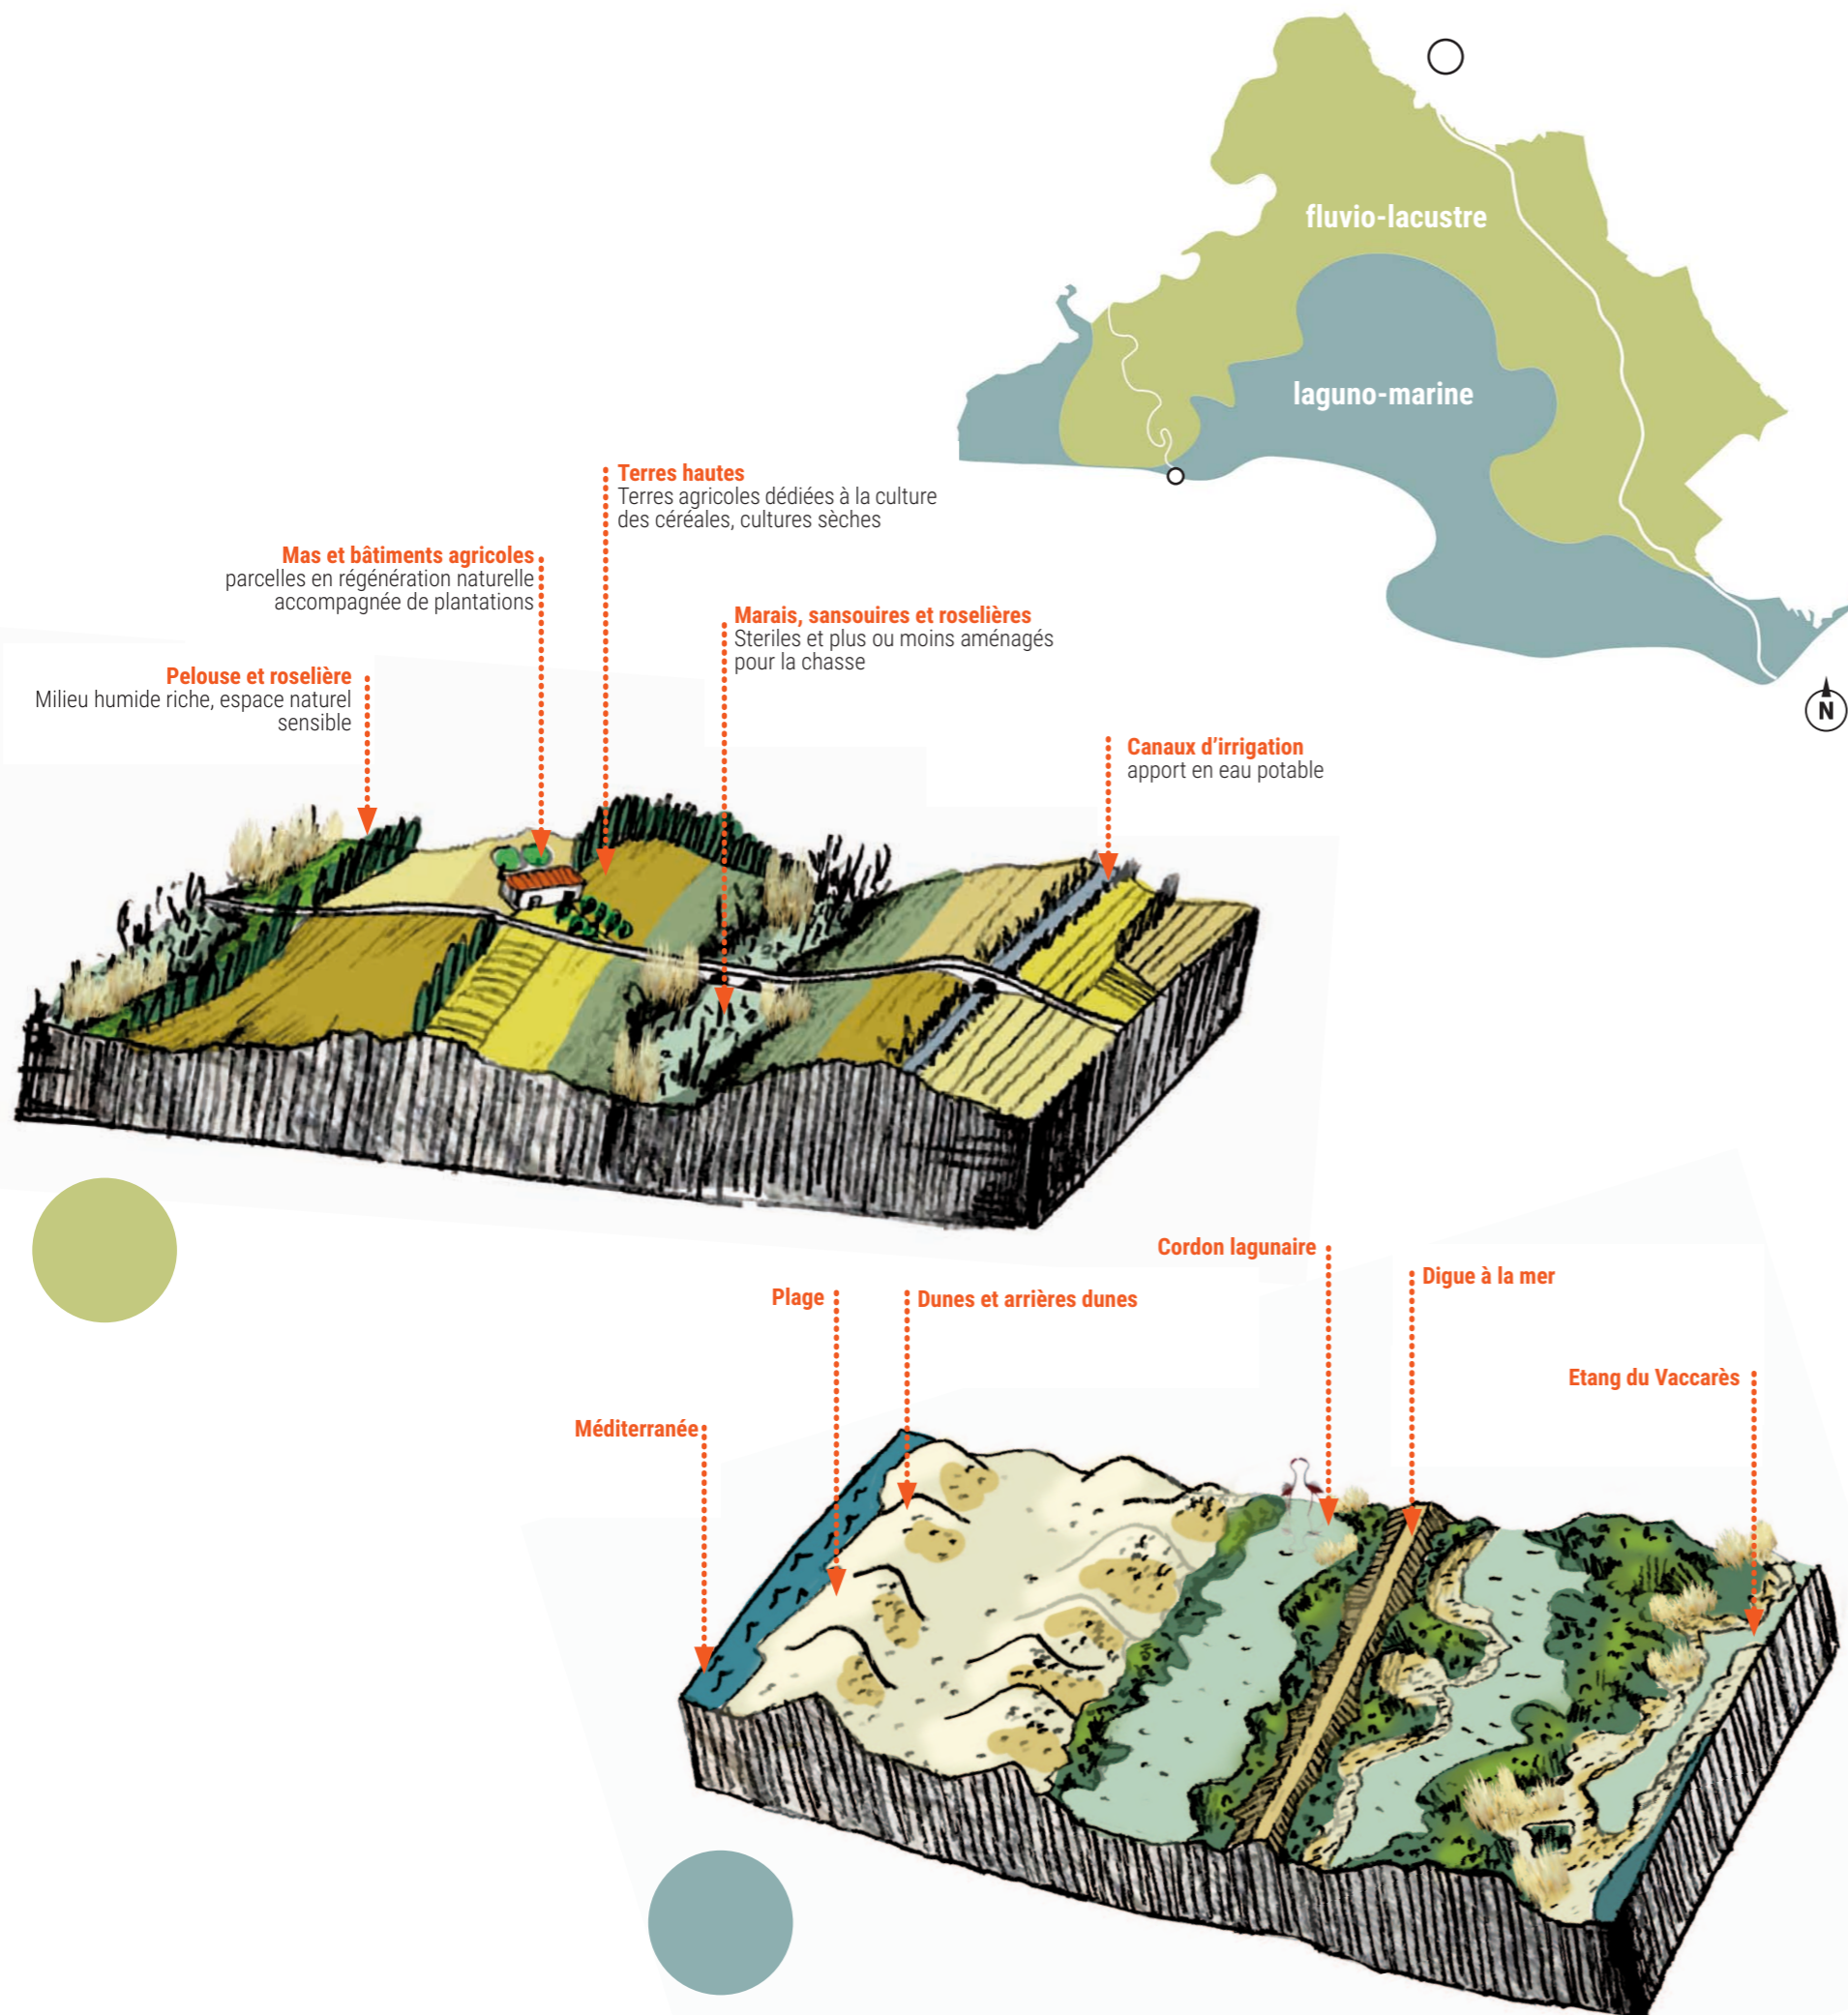 fluvio-lacustre
laguno-marine
N
Terres hautes
Terres agricoles dédiées à la culture
des céréales, cultures sèches
Mas et bâtiments agricoles
parcelles en régénération naturelle
accompagnée de plantations
Marais, sansouires et roselières
Steriles et plus ou moins aménagés
pour la chasse
Pelouse et roselière
Milieu humide riche, espace naturel
sensible
Canaux d'irrigation
apport en eau potable
Cordon lagunaire
Digue à la mer
Plage
Dunes et arrières dunes
Etang du Vaccarès
Méditerranée